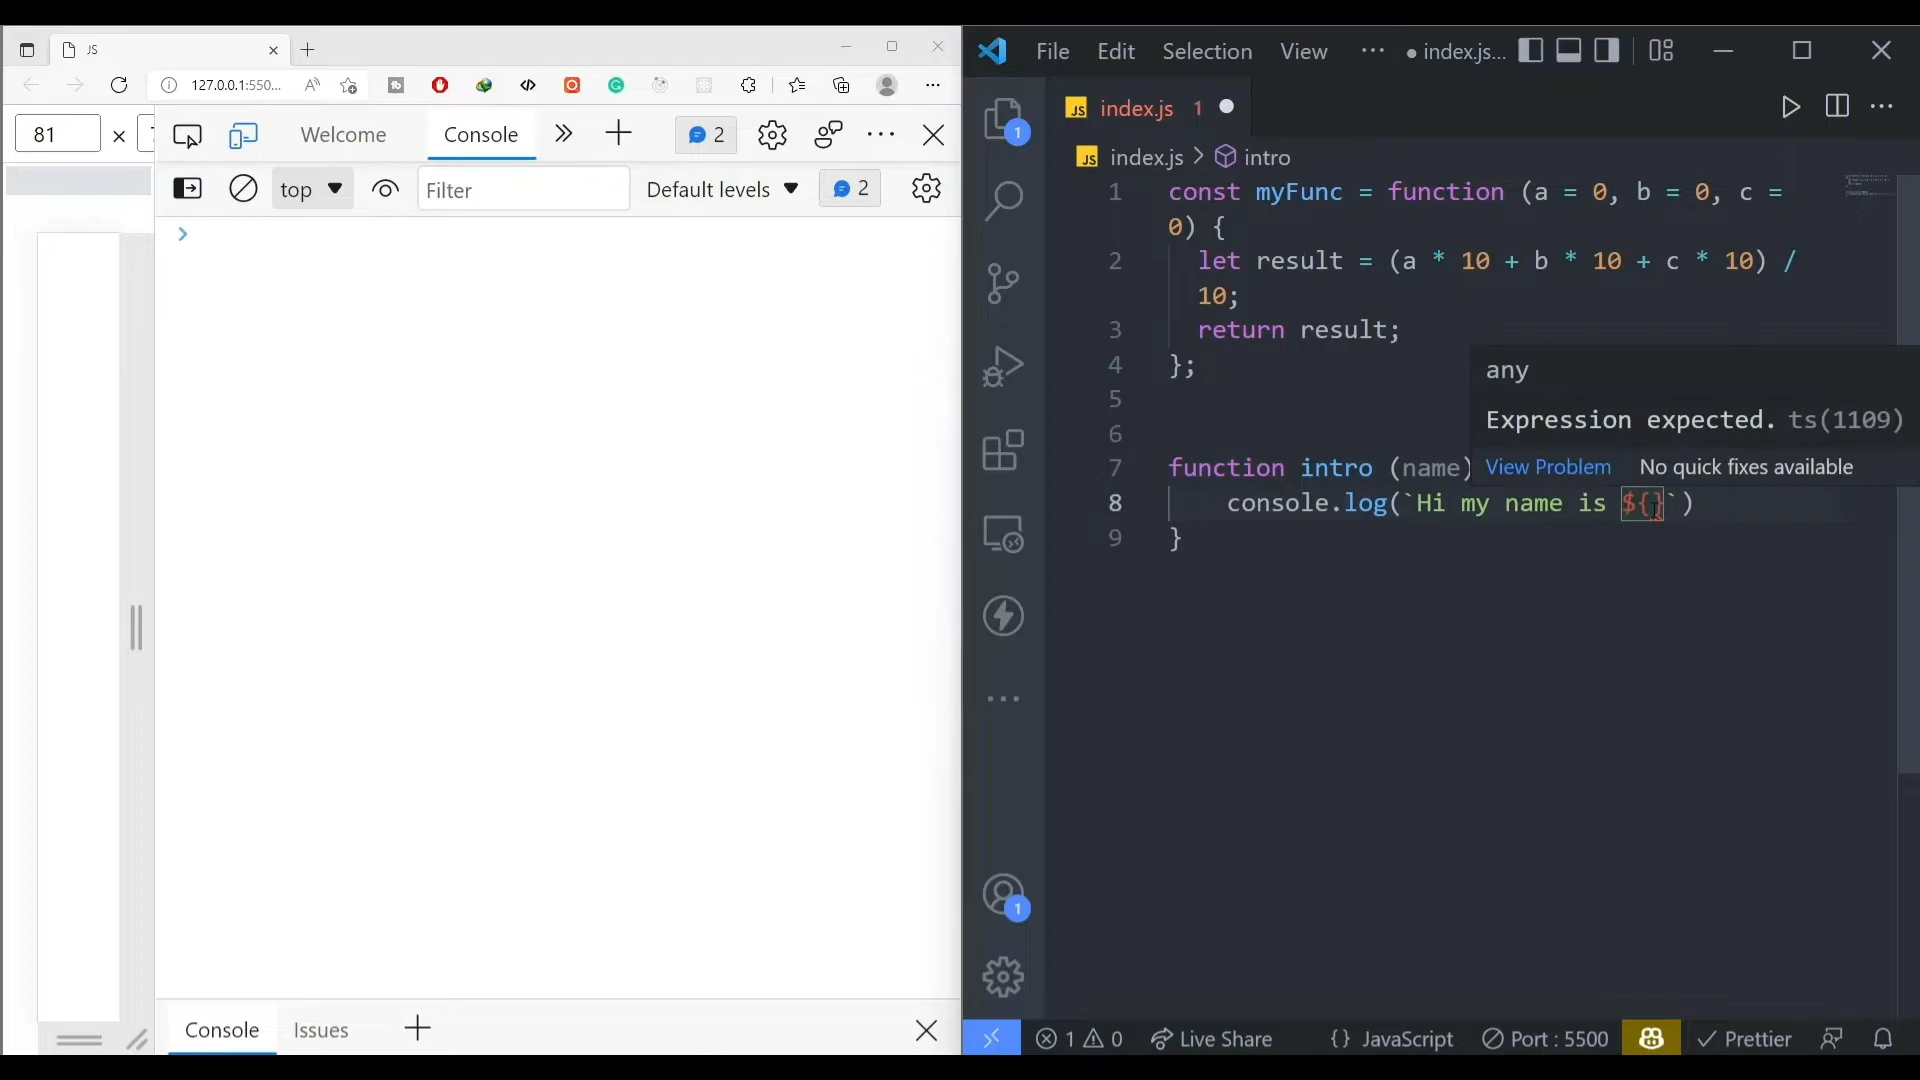 JS
127.0.0.1:550...
81
×
Welcome
Console
2
top
Filter
Default levels
2
Console
Issues
File Edit Selection View ··· ● index.js...
JS index.js 1
JS index.js > intro
1 const myFunc = function (a = 0, b = 0, c =
0) {
2 let result = (a * 10 + b * 10 + c * 10) /
10;
3 return result;
4 };
5
6
7 function intro (name)
8 console.log(`Hi my name is ${}`)
9 }
any
Expression expected. ts(1109)
View Problem No quick fixes available
1
1
1 0 Live Share {} JavaScript Port : 5500 Prettier